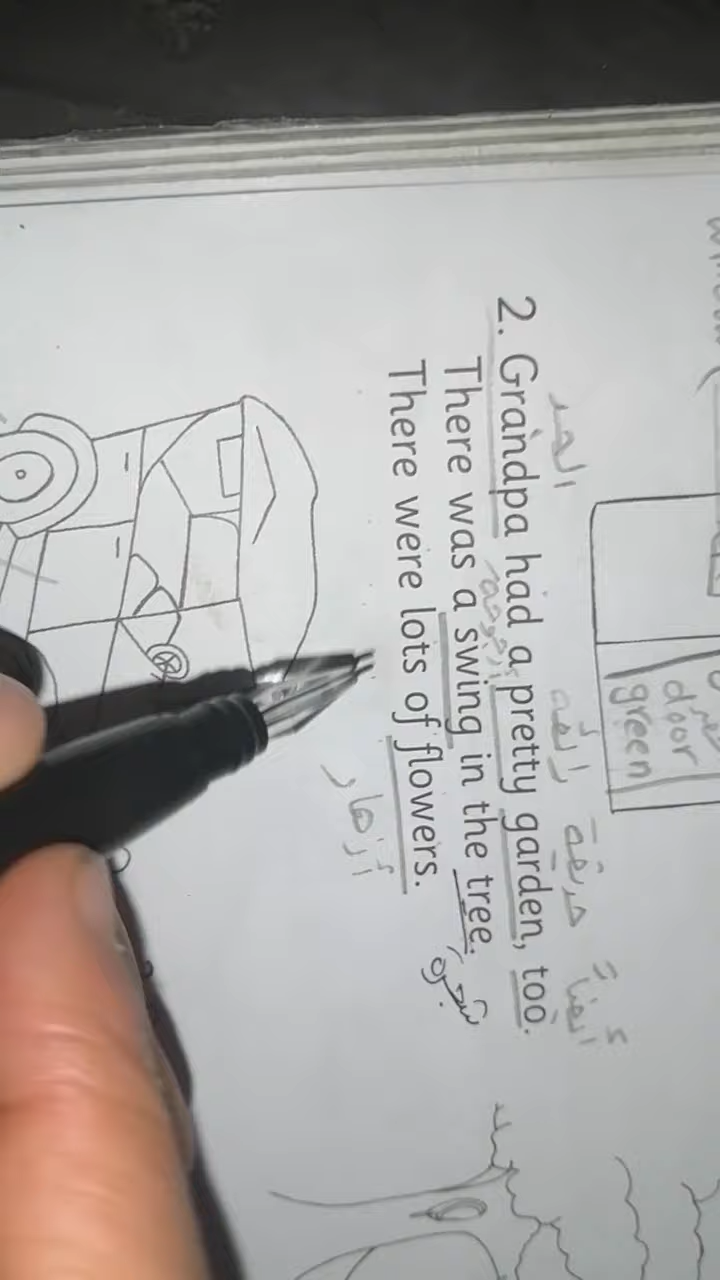 door
green
الجد
رائعة
حديقة
أيضاً
2. Grandpa had a pretty garden, too.
أرجوحة
There was a swing in the tree.
شجرة
There were lots of flowers.
أزهار